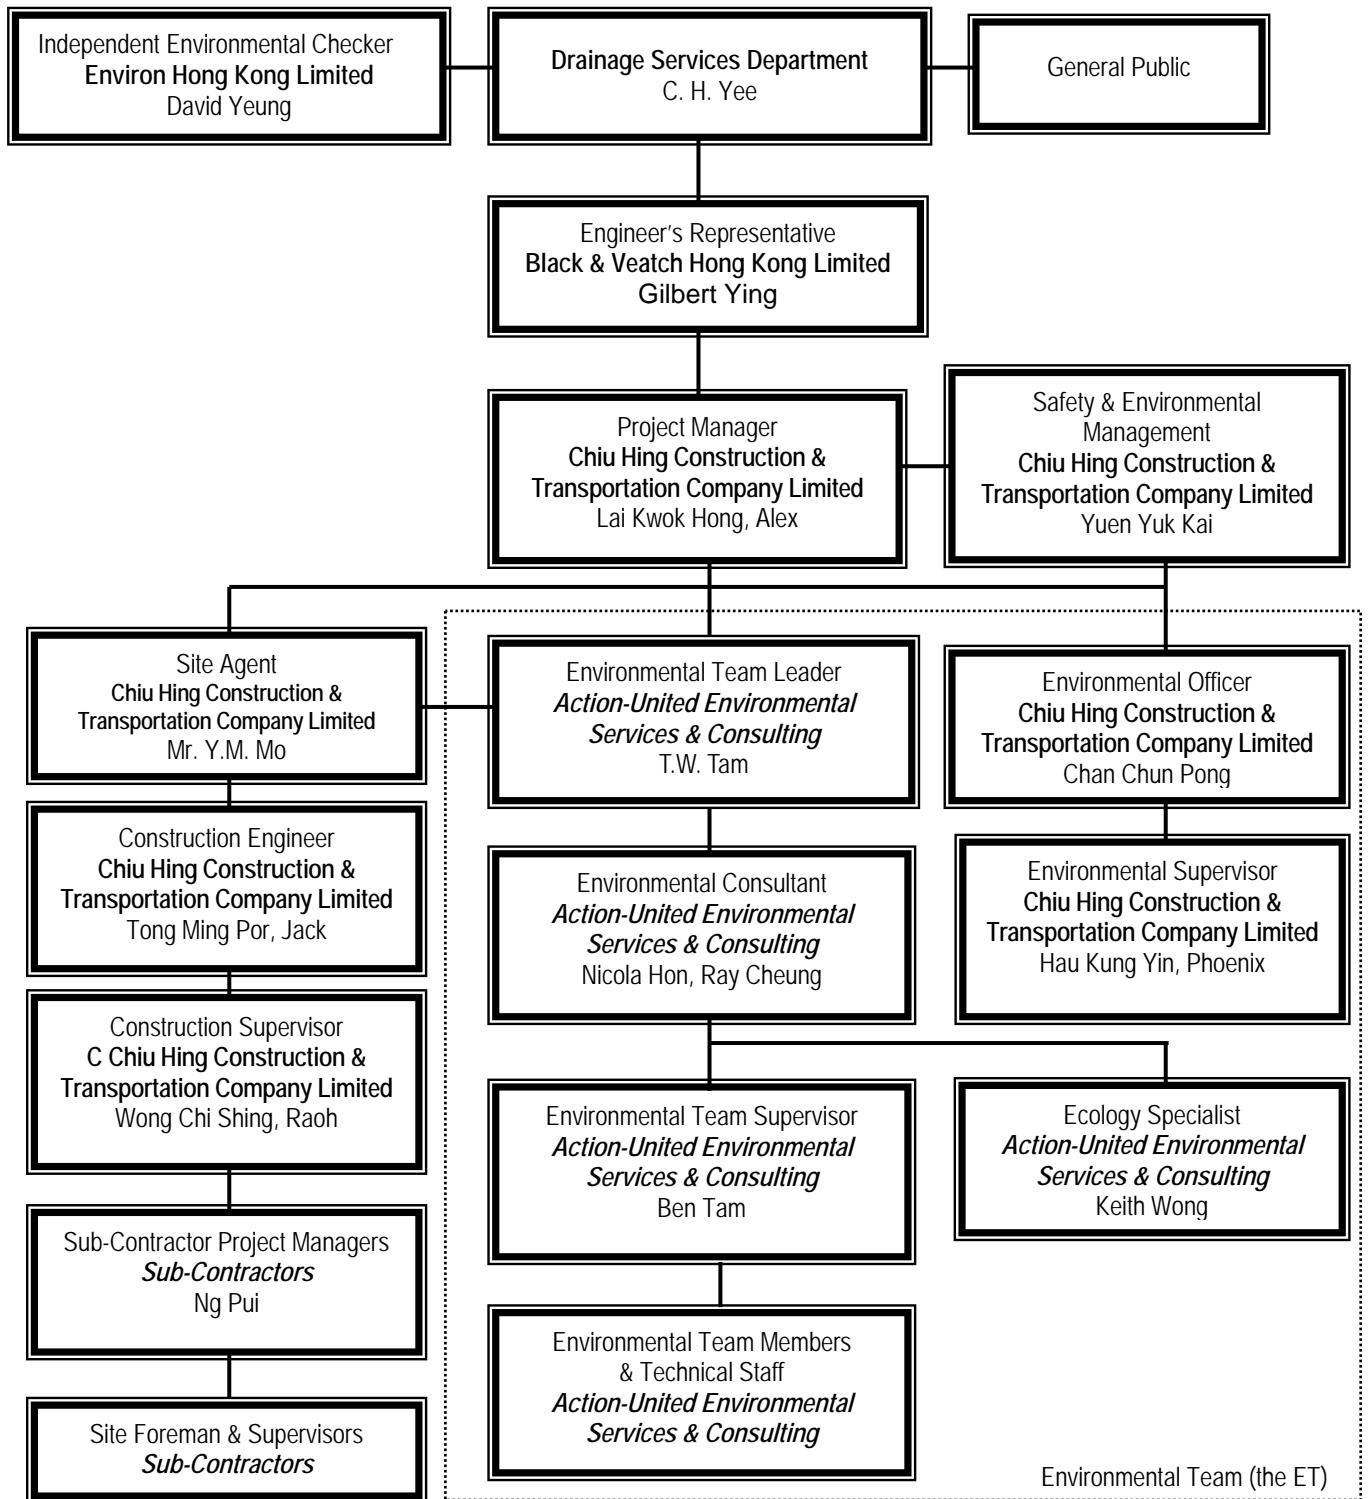 Independent Environmental Checker
Environ Hong Kong Limited
David Yeung
Drainage Services Department
C. H. Yee
General Public
Engineer's Representative
Black & Veatch Hong Kong Limited
Gilbert Ying
Project Manager
Chiu Hing Construction &
Transportation Company Limited
Lai Kwok Hong, Alex
Safety & Environmental
Management
Chiu Hing Construction &
Transportation Company Limited
Yuen Yuk Kai
Site Agent
Chiu Hing Construction &
Transportation Company Limited
Mr. Y.M. Mo
Environmental Team Leader
Action-United Environmental
Services & Consulting
T.W. Tam
Environmental Officer
Chiu Hing Construction &
Transportation Company Limited
Chan Chun Pong
Construction Engineer
Chiu Hing Construction &
Transportation Company Limited
Tong Ming Por, Jack
Environmental Consultant
Action-United Environmental
Services & Consulting
Nicola Hon, Ray Cheung
Environmental Supervisor
Chiu Hing Construction &
Transportation Company Limited
Hau Kung Yin, Phoenix
Construction Supervisor
C Chiu Hing Construction &
Transportation Company Limited
Wong Chi Shing, Raoh
Environmental Team Supervisor
Action-United Environmental
Services & Consulting
Ben Tam
Ecology Specialist
Action-United Environmental
Services & Consulting
Keith Wong
Sub-Contractor Project Managers
Sub-Contractors
Ng Pui
Environmental Team Members
& Technical Staff
Action-United Environmental
Services & Consulting
Site Foreman & Supervisors
Sub-Contractors
Environmental Team (the ET)